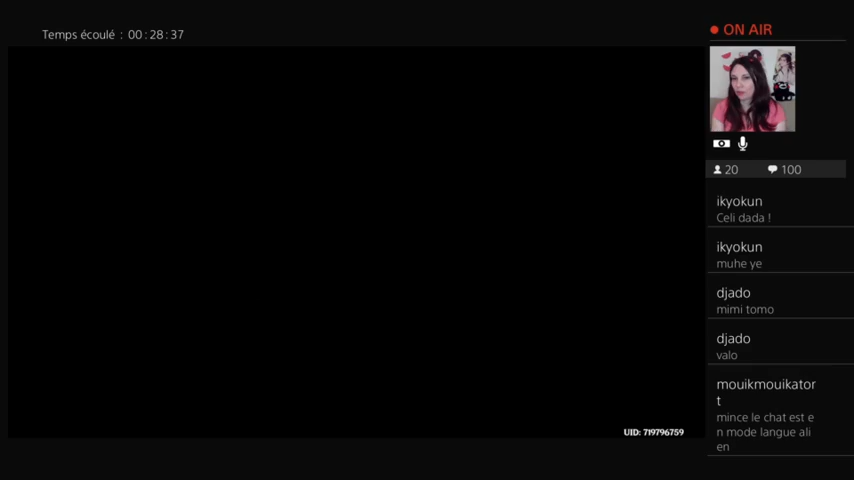 Temps écoulé : 00:28:37
ON AIR
20
100
ikyokun
Celi dada !
ikyokun
muhe ye
djado
mimi tomo
djado
valo
mouikmouikator
t
mince le chat est e
n mode langue ali
en
UID: 719796759